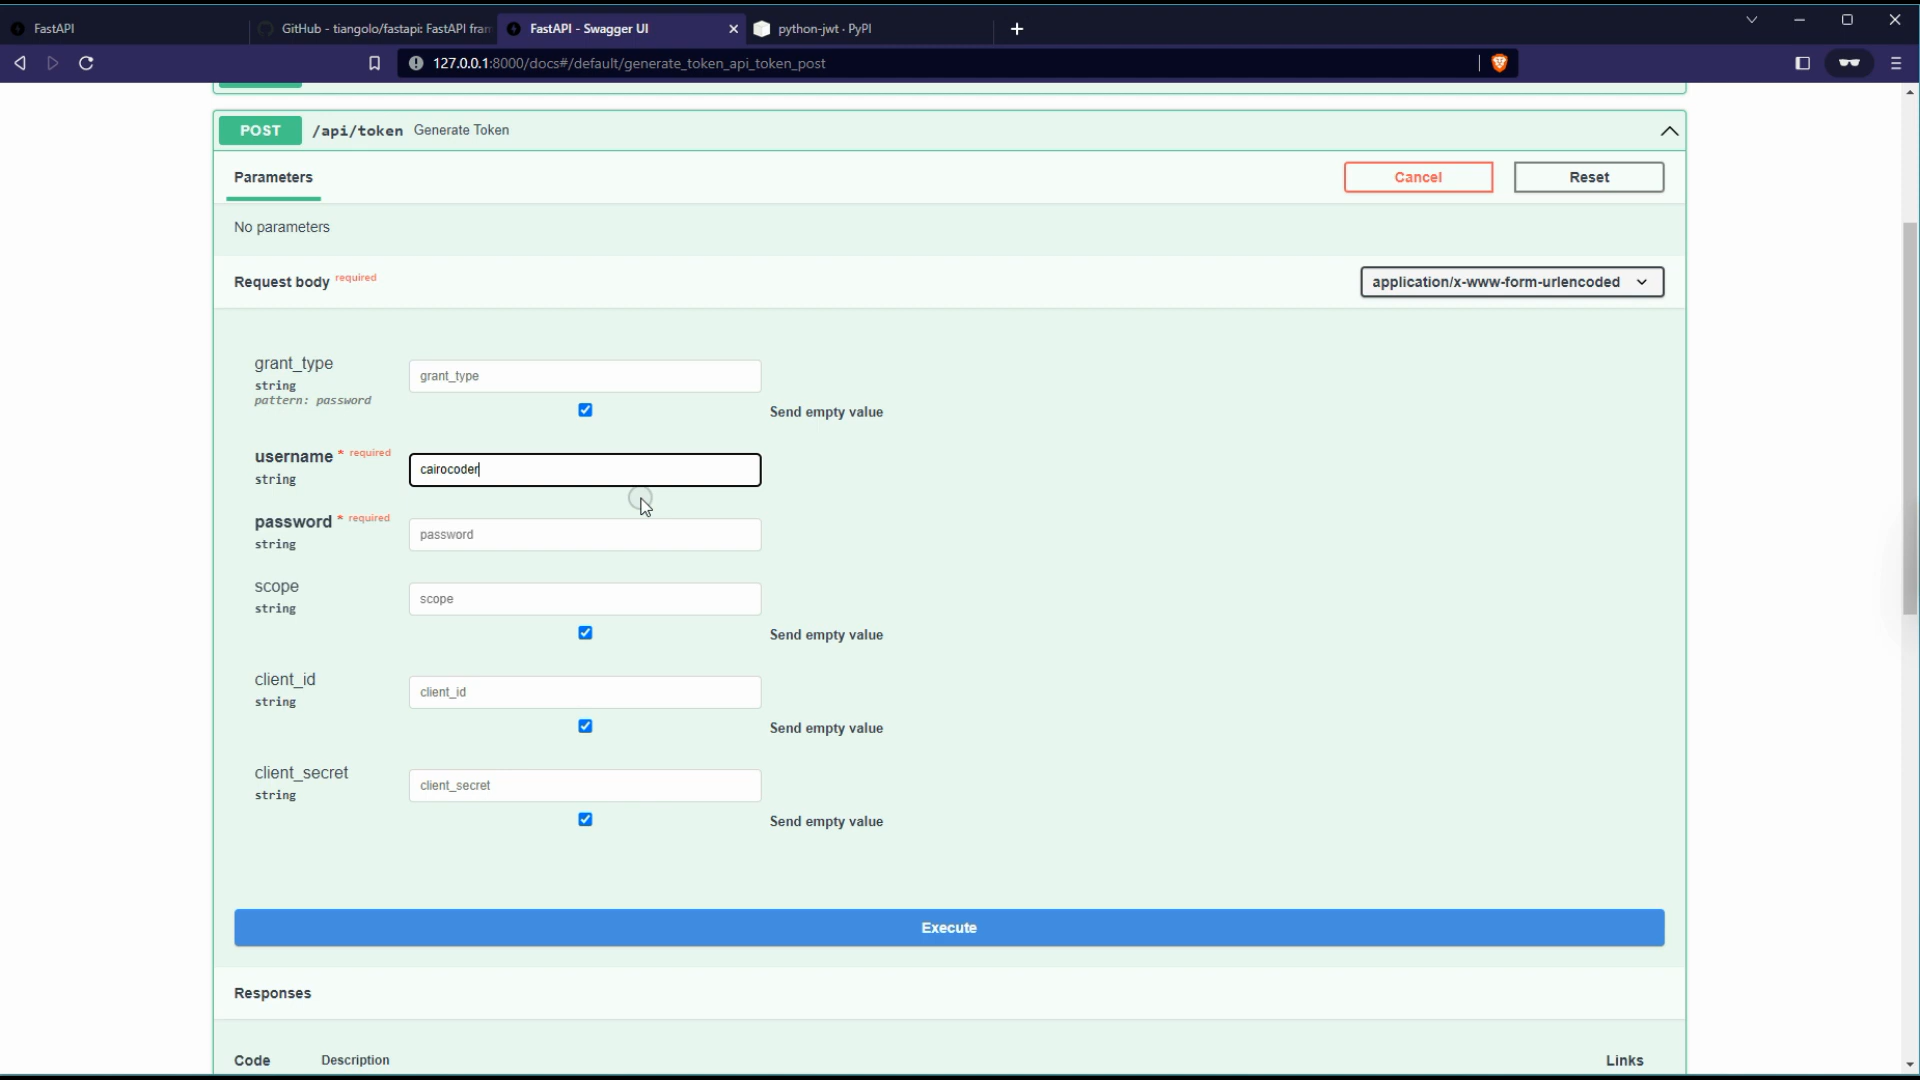 FastAPI
GitHub - tiangolo/fastapi: FastAPI fram
FastAPI - Swagger UI
python-jwt · PyPI
127.0.0.1:8000/docs#/default/generate_token_api_token_post
POST /api/token Generate Token
Parameters
Cancel
Reset
No parameters
Request body required
application/x-www-form-urlencoded
grant_type
string
pattern: password
grant_type
Send empty value
username * required
string
cairocoder
password * required
string
password
scope
string
scope
Send empty value
client_id
string
client_id
Send empty value
client_secret
string
client_secret
Send empty value
Execute
Responses
Code Description Links